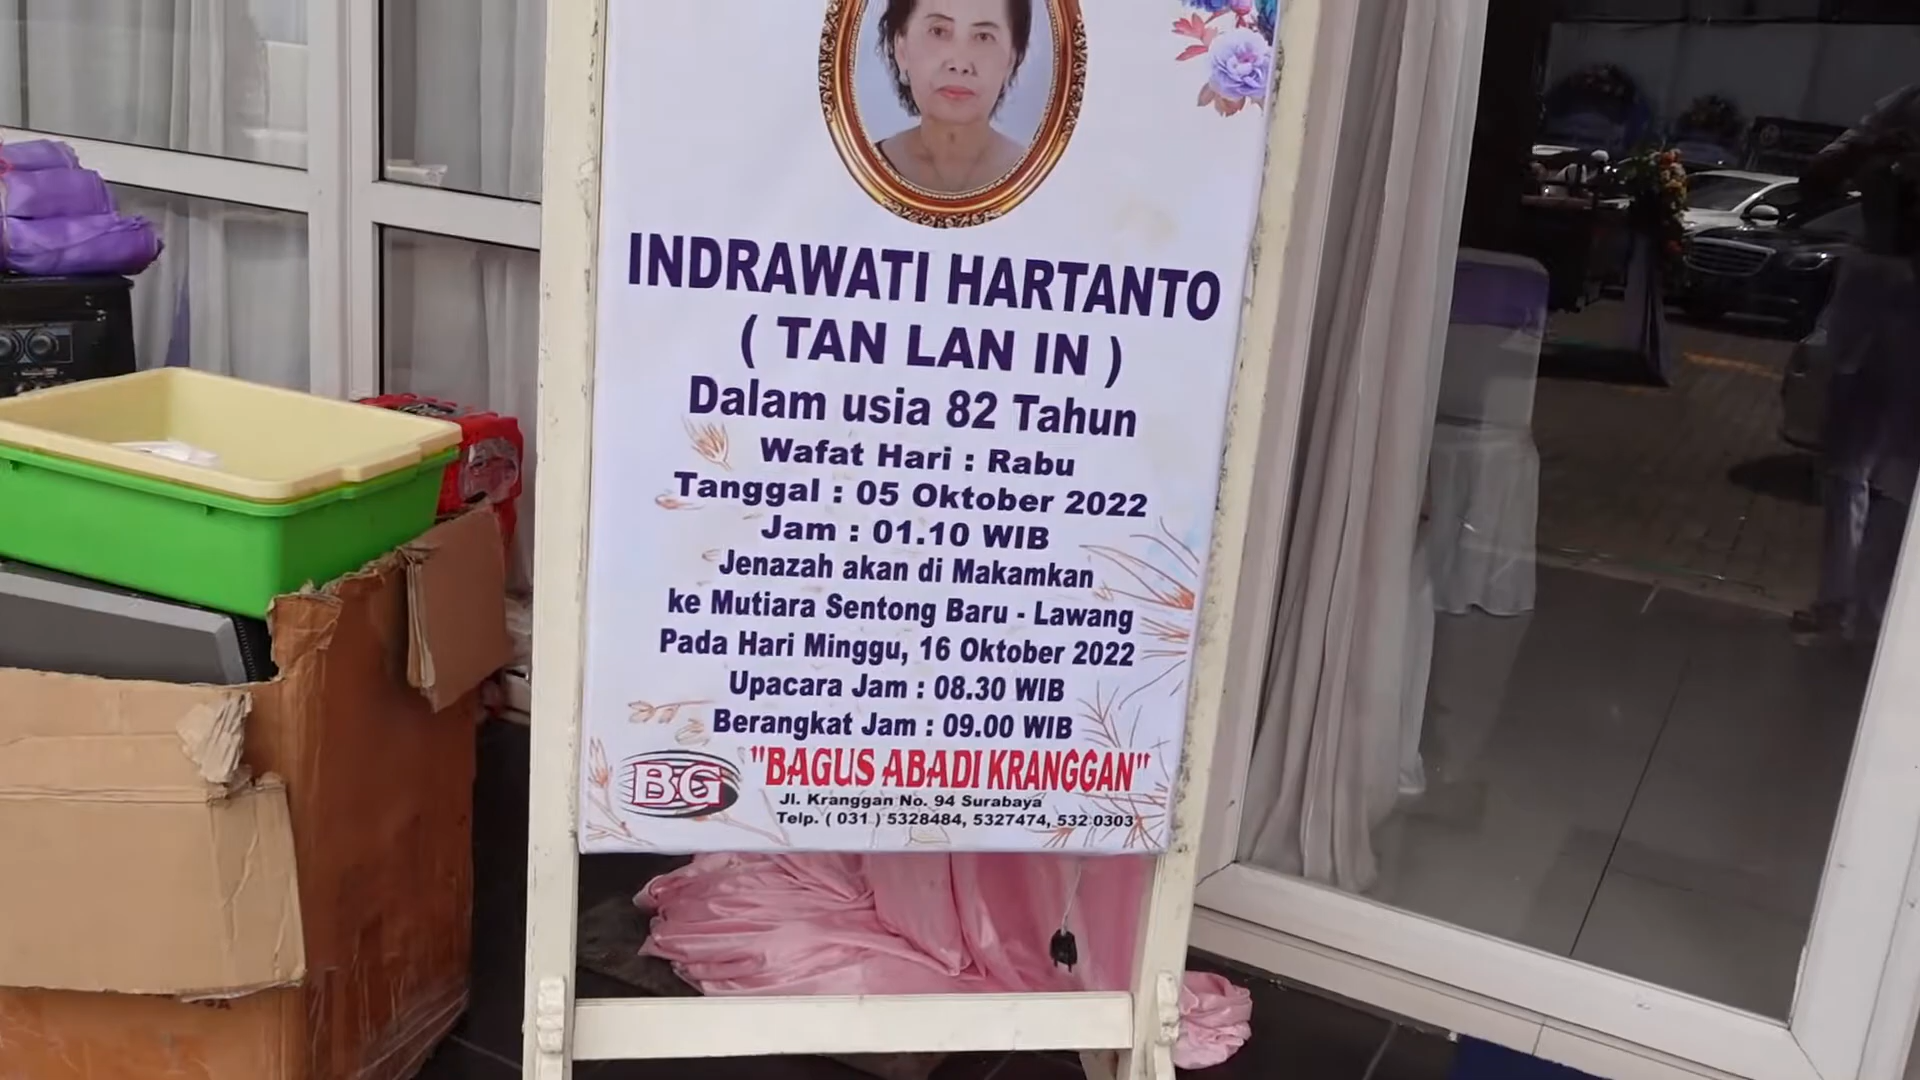 INDRAWATI HARTANTO
( TAN LAN IN )
Dalam usia 82 Tahun
Wafat Hari : Rabu
Tanggal : 05 Oktober 2022
Jam : 01.10 WIB
Jenazah akan di Makamkan
ke Mutiara Sentong Baru - Lawang
Pada Hari Minggu, 16 Oktober 2022
Upacara Jam : 08.30 WIB
Berangkat Jam : 09.00 WIB
BG "BAGUS ABADI KRANGGAN"
Jl. Kranggan No. 94 Surabaya
Telp. ( 031 ) 5328484, 5327474, 532 0303